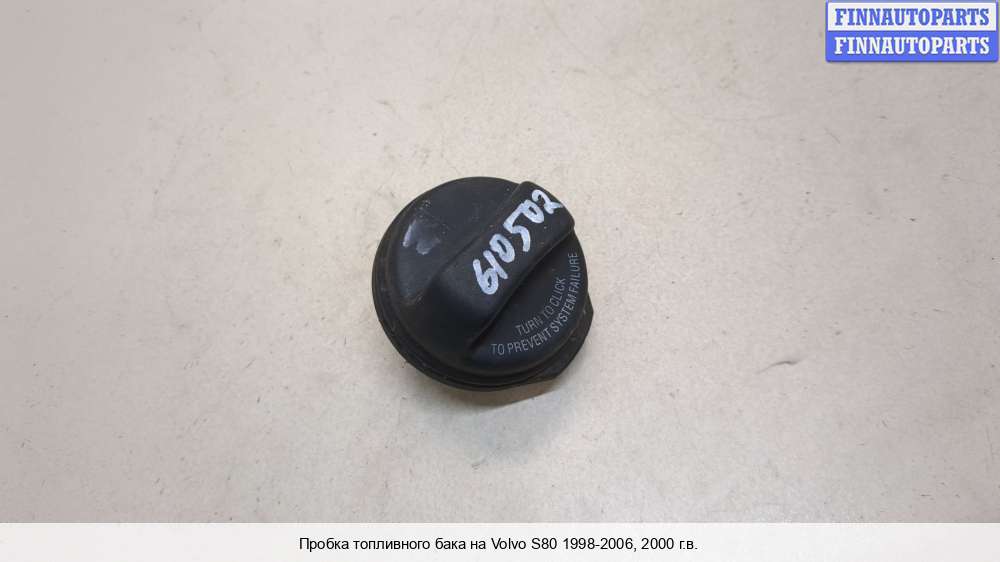 FINNAUTOPARTS
FINNAUTOPARTS
610502
TURN TO CLICK
TO PREVENT SYSTEM FAILURE
Пробка топливного бака на Volvo S80 1998-2006, 2000 г.в.